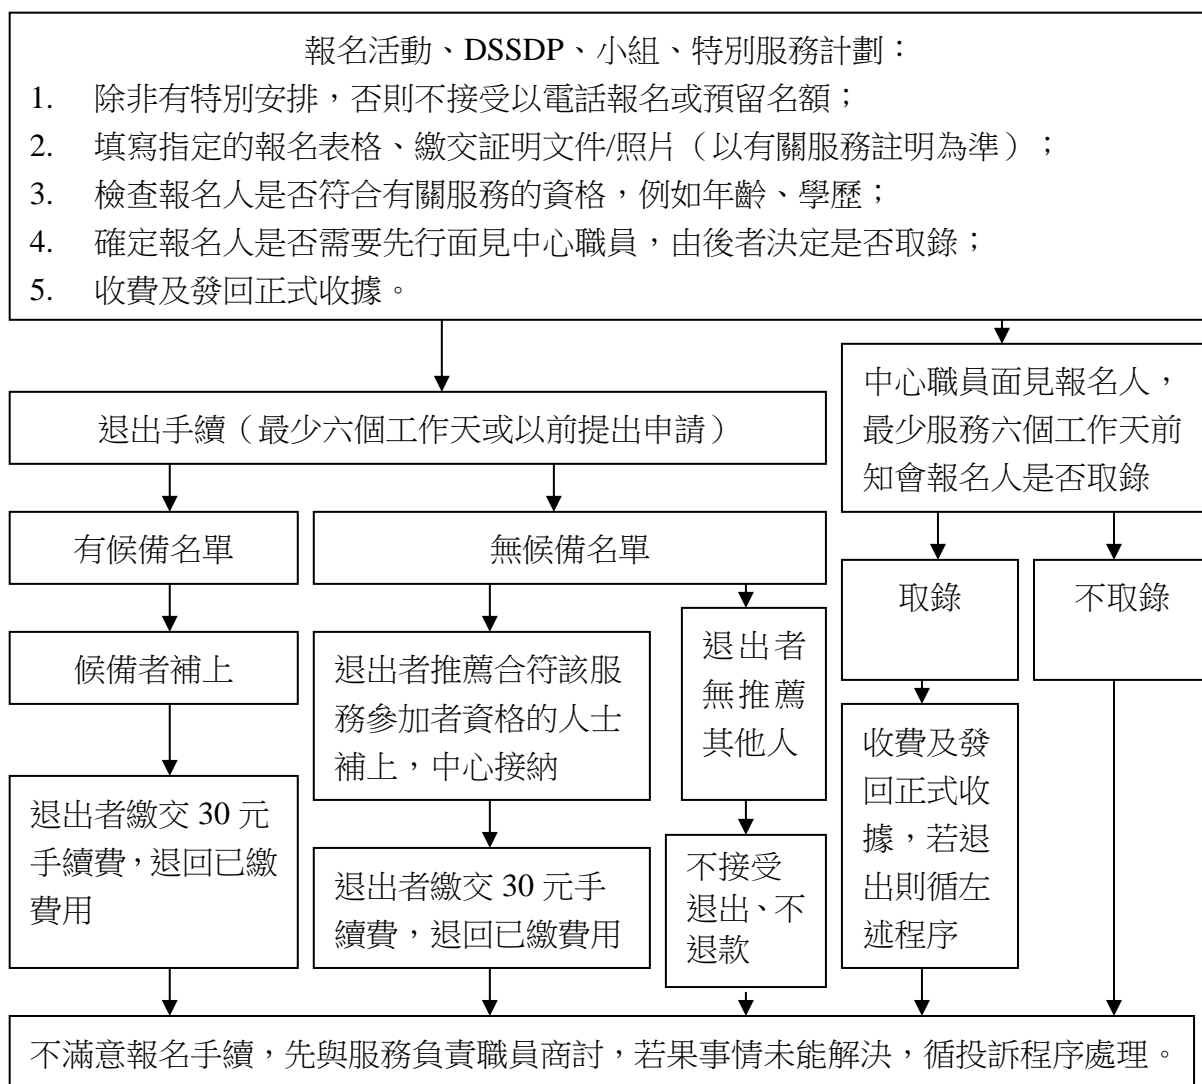 報名活動、DSSDP、小組、特別服務計劃：
1. 除非有特別安排，否則不接受以電話報名或預留名額；
2. 填寫指定的報名表格、繳交証明文件/照片（以有關服務註明為準）；
3. 檢查報名人是否符合有關服務的資格，例如年齡、學歷；
4. 確定報名人是否需要先行面見中心職員，由後者決定是否取錄；
5. 收費及發回正式收據。
退出手續（最少六個工作天或以前提出申請）
中心職員面見報名人，
最少服務六個工作天前
知會報名人是否取錄
有候備名單
無候備名單
取錄
不取錄
候備者補上
退出者推薦合符該服
務參加者資格的人士
補上，中心接納
退出者
無推薦
其他人
收費及發
回正式收
據，若退
出則循左
述程序
退出者繳交 30 元
手續費，退回已繳
費用
退出者繳交 30 元手
續費，退回已繳費用
不接受
退出、不
退款
不滿意報名手續，先與服務負責職員商討，若果事情未能解決，循投訴程序處理。